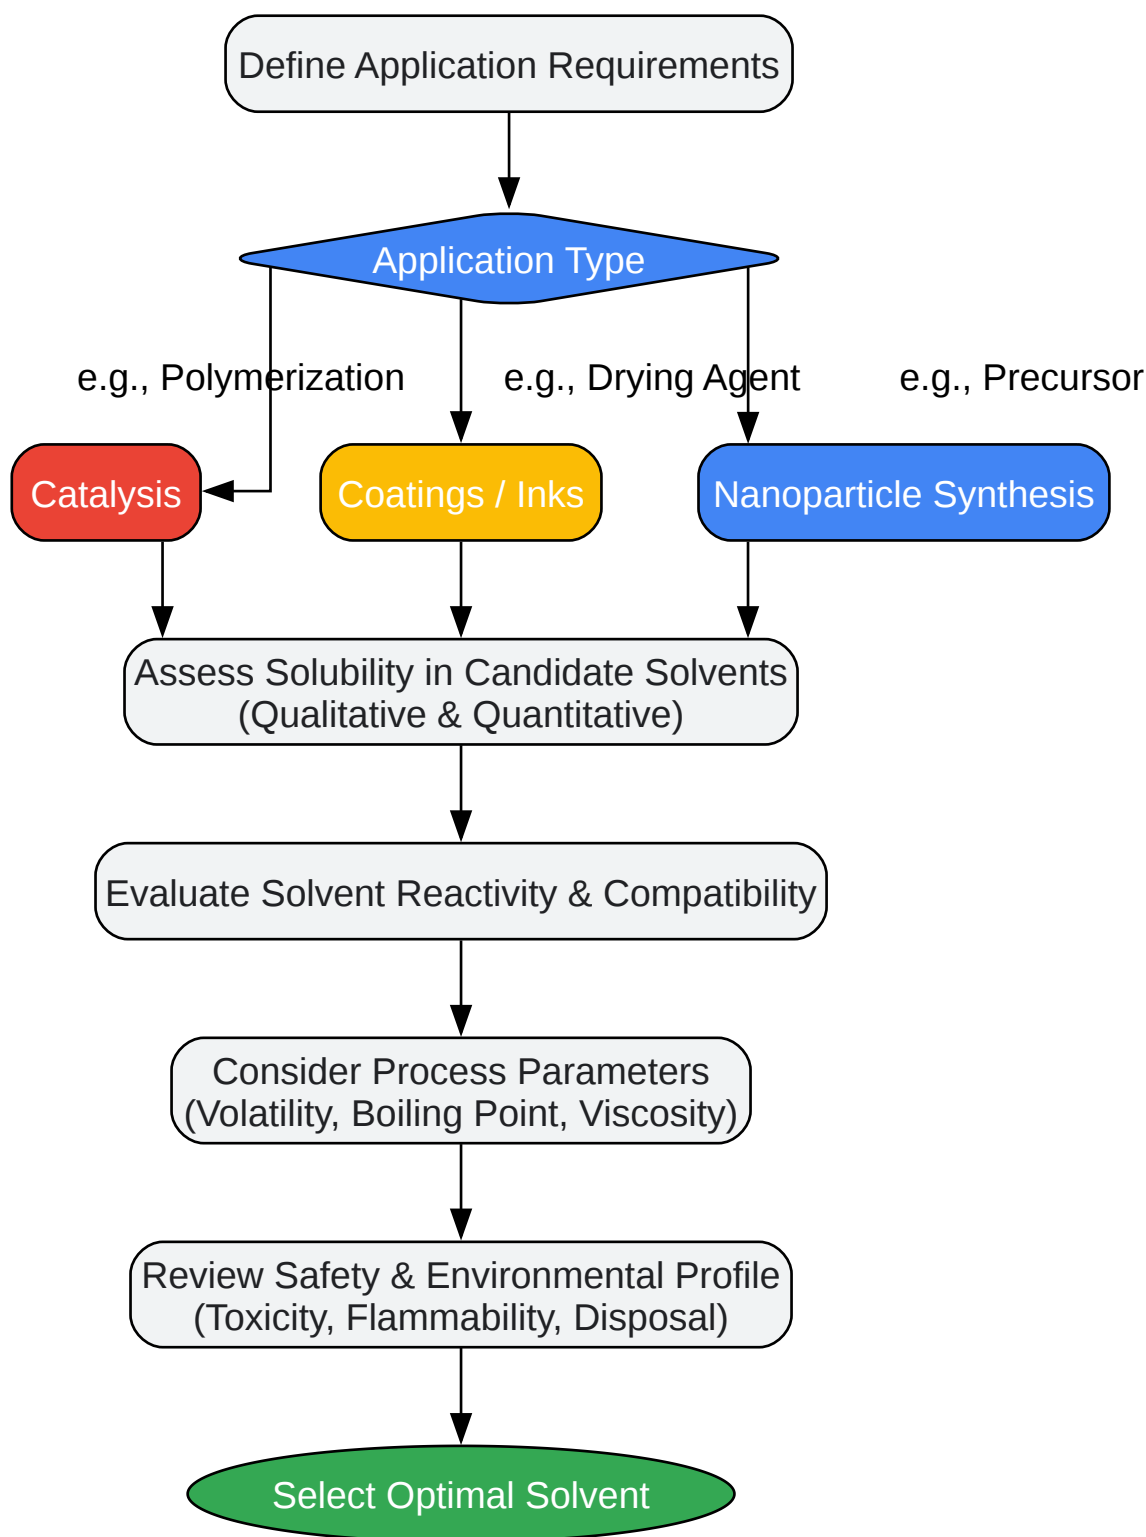 Define Application Requirements
Application Type
e.g., Polymerization
e.g., Drying Agent
e.g., Precursor
Catalysis
Coatings / Inks
Nanoparticle Synthesis
Assess Solubility in Candidate Solvents
(Qualitative & Quantitative)
Evaluate Solvent Reactivity & Compatibility
Consider Process Parameters
(Volatility, Boiling Point, Viscosity)
Review Safety & Environmental Profile
(Toxicity, Flammability, Disposal)
Select Optimal Solvent